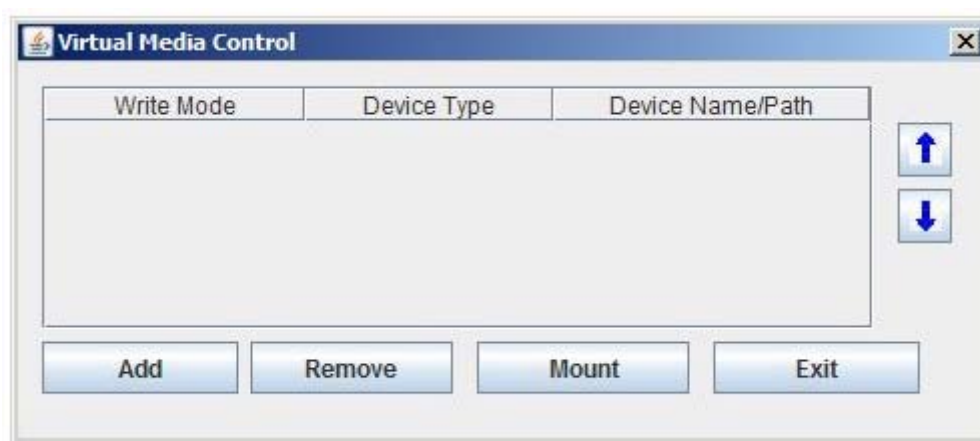 Virtual Media Control
Write Mode Device Type Device Name/Path
Add Remove Mount Exit